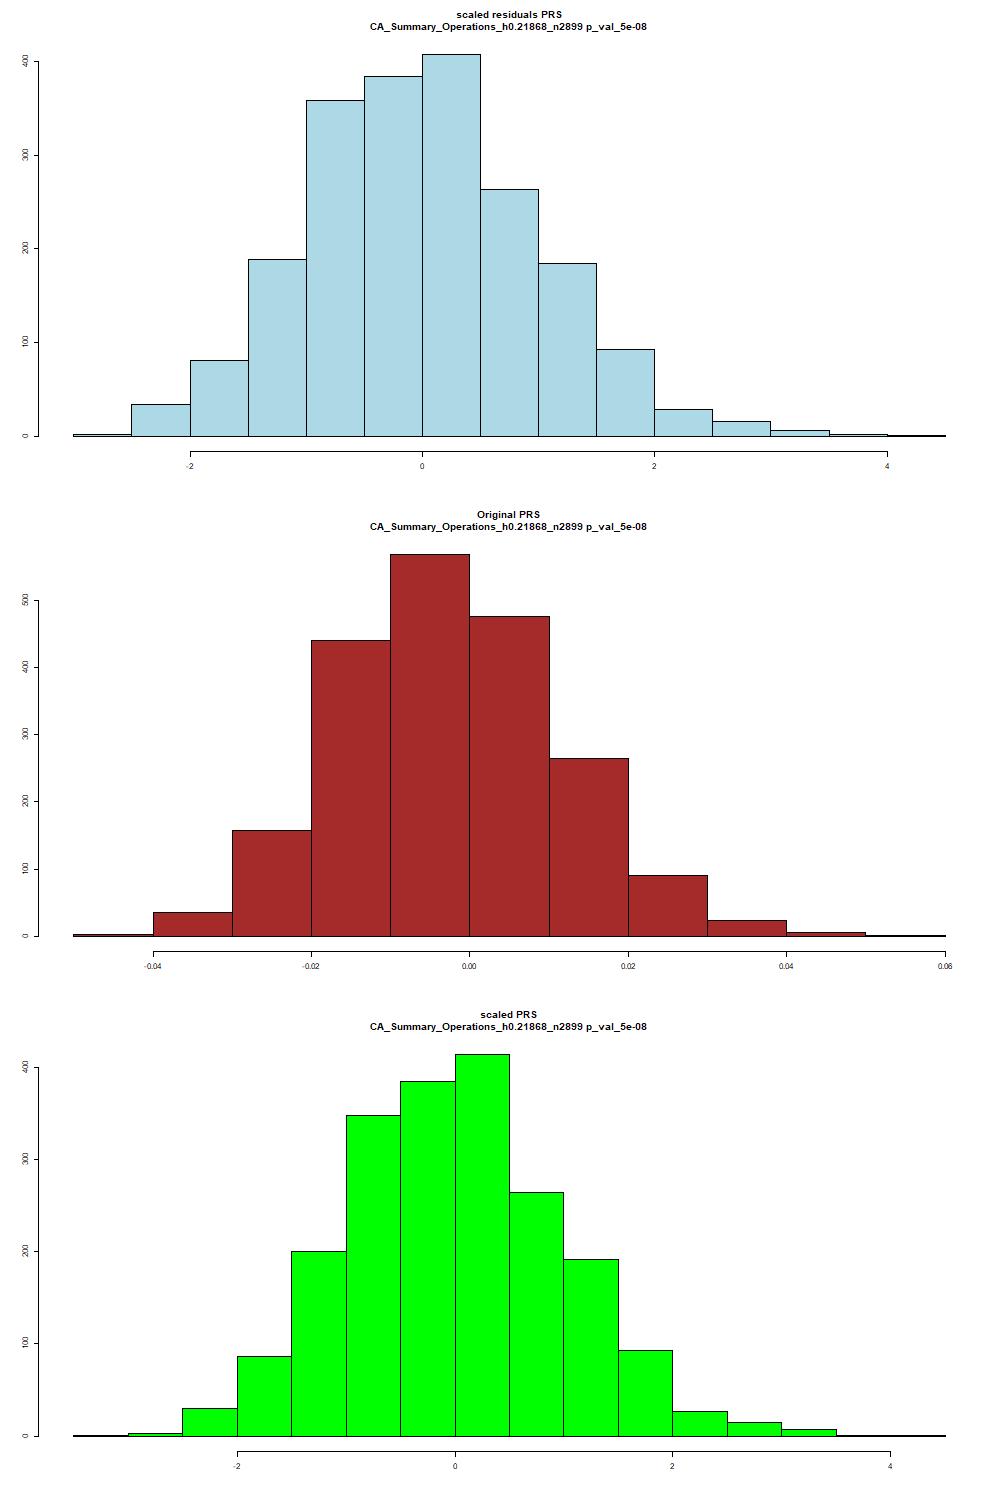 scaled residuals PRS
CA_Summary_Operations_h0.21868_n2899 p_val_5e-08
400
300
200
100
0
-2 0 2 4
Original PRS
CA_Summary_Operations_h0.21868_n2899 p_val_5e-08
500
400
300
200
100
0
-0.04 -0.02 0.00 0.02 0.04 0.06
scaled PRS
CA_Summary_Operations_h0.21868_n2899 p_val_5e-08
400
300
200
100
0
-2 0 2 4